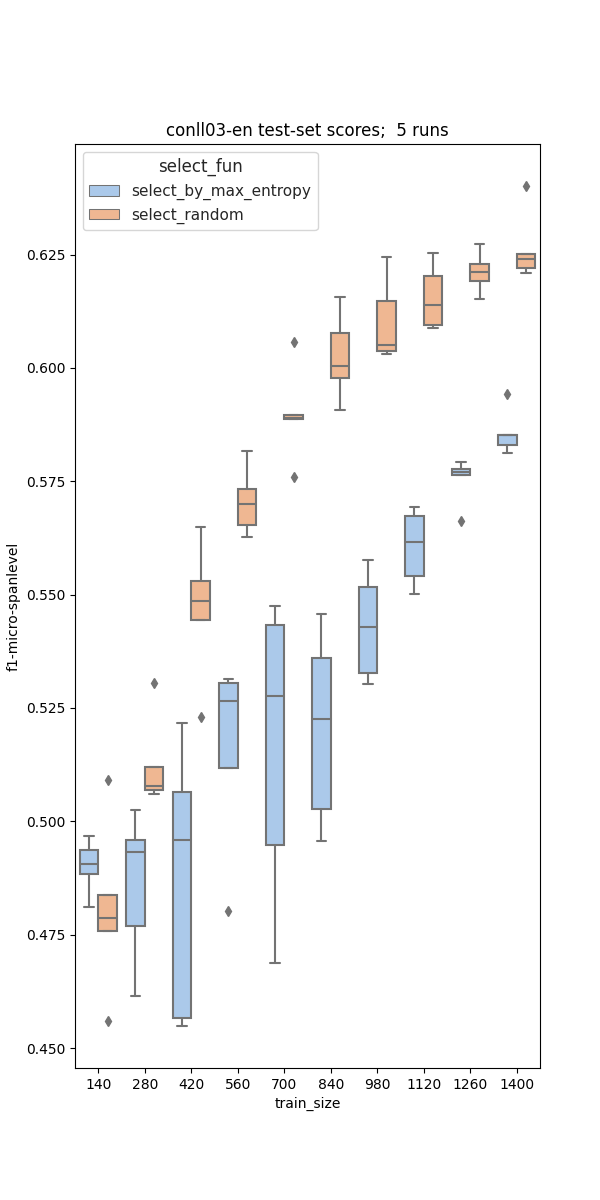 conll03-en test-set scores;  5 runs
select_fun
select_by_max_entropy
select_random
f1-micro-spanlevel
0.625
0.600
0.575
0.550
0.525
0.500
0.475
0.450
140 280 420 560 700 840 980 1120 1260 1400
train_size